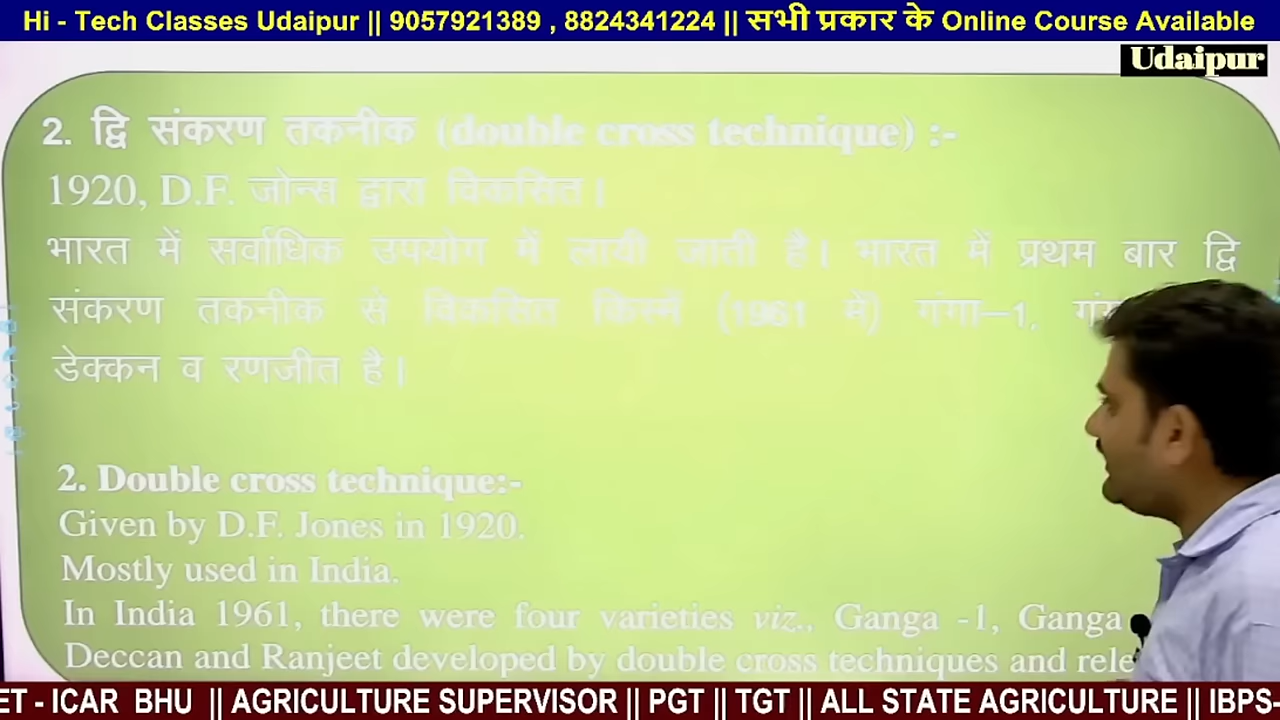 Hi - Tech Classes Udaipur || 9057921389 , 8824341224 || सभी प्रकार के Online Course Available
Udaipur
2. द्वि संकरण तकनीक (double cross technique) :-
1920, D.F. जोन्स द्वारा विकसित।
भारत में सर्वाधिक उपयोग में लायी जाती है। भारत में प्रथम बार द्वि
संकरण तकनीक से विकसित किस्में (1961 में) गंगा–1,
डेक्कन व रणजीत है।
2. Double cross technique:-
Given by D.F. Jones in 1920.
Mostly used in India.
In India 1961, there were four varieties viz., Ganga -1, Ganga
Deccan and Ranjeet developed by double cross techniques and rele
ET - ICAR BHU || AGRICULTURE SUPERVISOR || PGT || TGT || ALL STATE AGRICULTURE || IBPS-